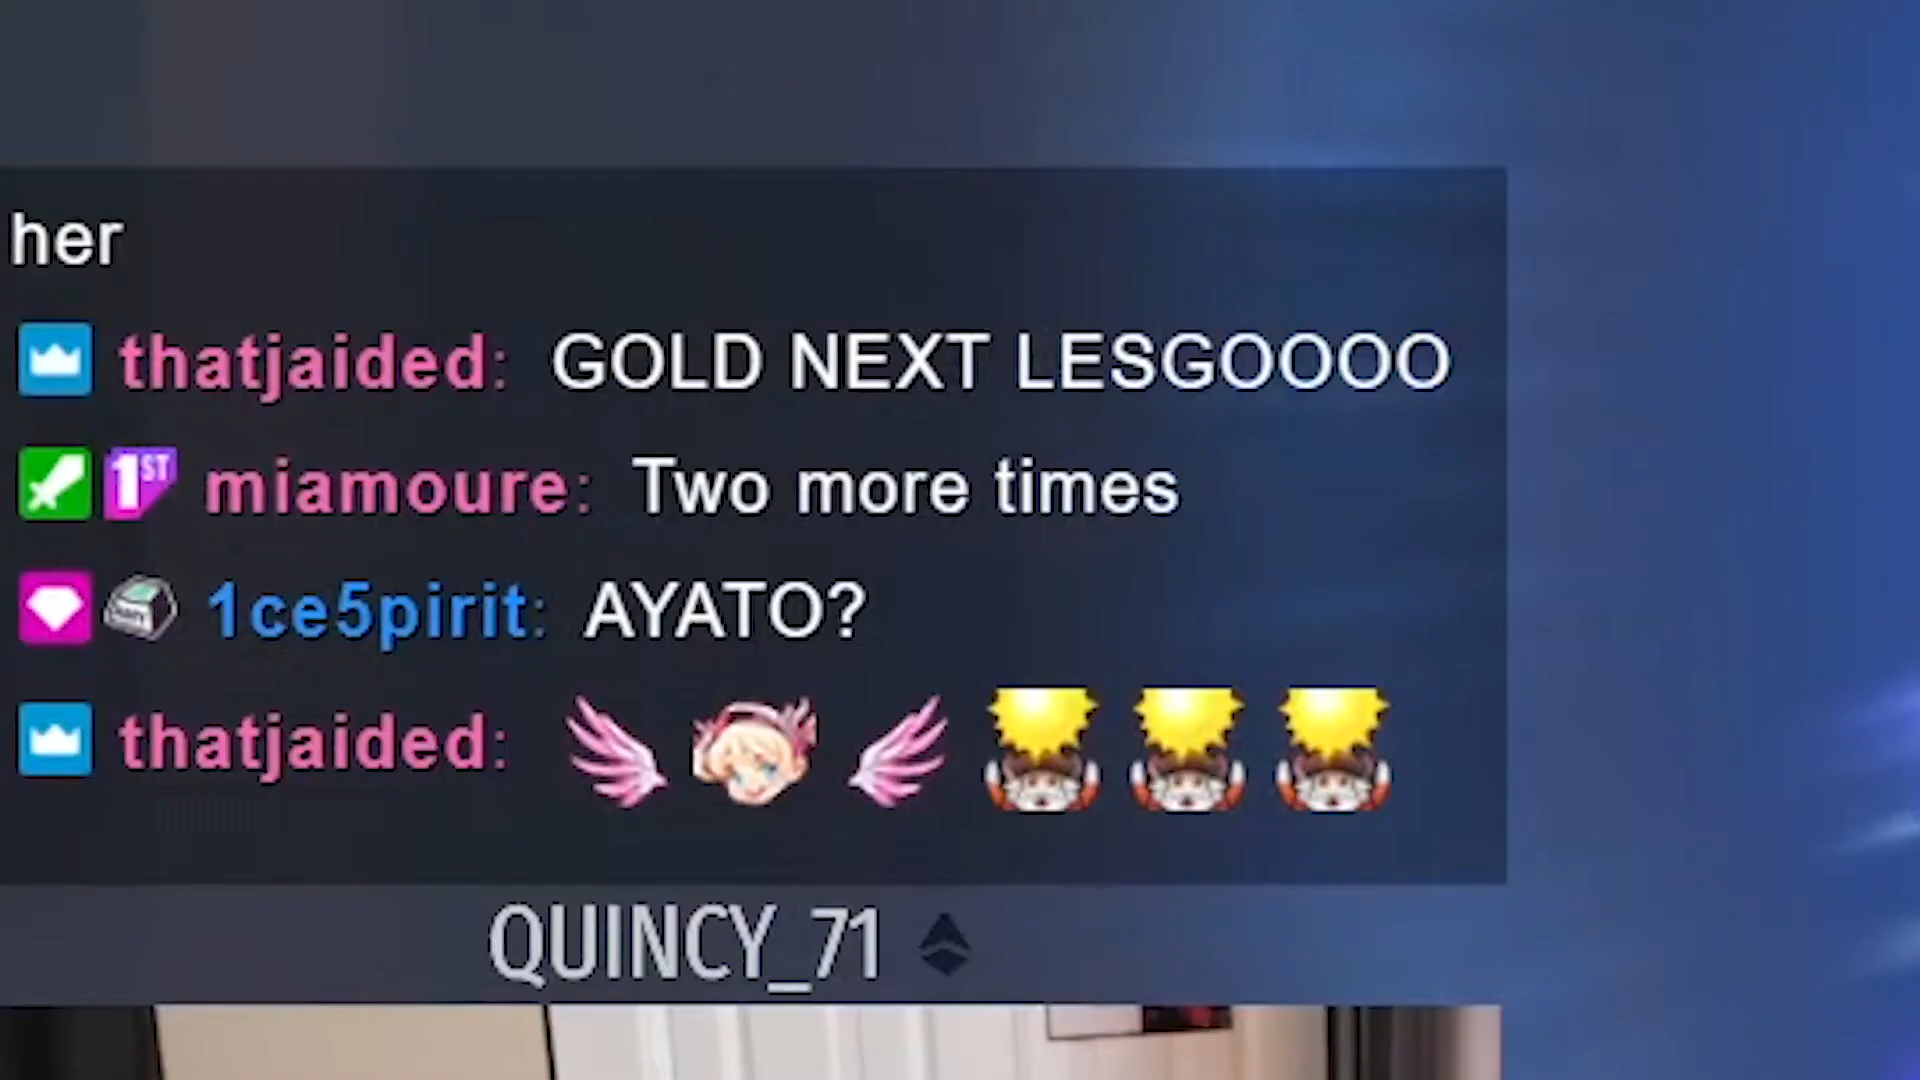 her
thatjaided: GOLD NEXT LESGOOOO
1ST miamoure: Two more times
1ce5pirit: AYATO?
thatjaided:
QUINCY_71